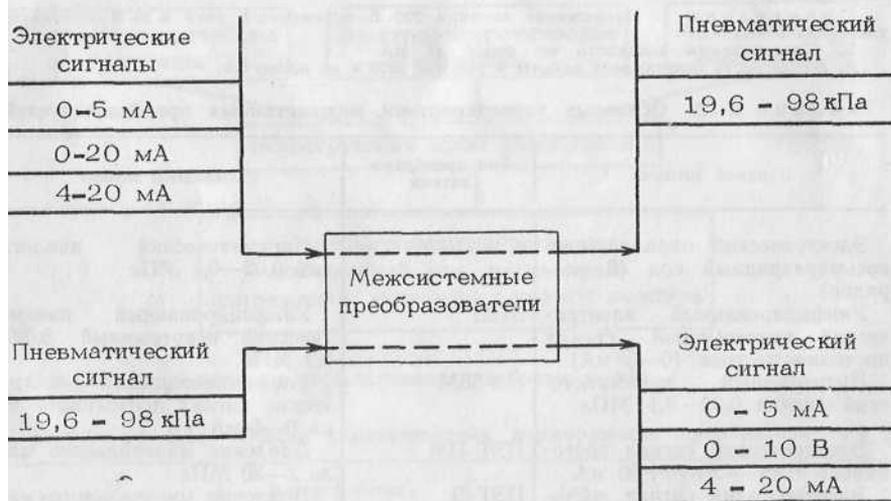 Электрические
сигналы
0-5 мА
0-20 мА
4-20 мА
Пневматический
сигнал
19,6 - 98 кПа
Межсистемные
преобразователи
Пневматический
сигнал
19,6 - 98 кПа
Электрический
сигнал
0 - 5 мА
0 - 10 В
4 - 20 мА